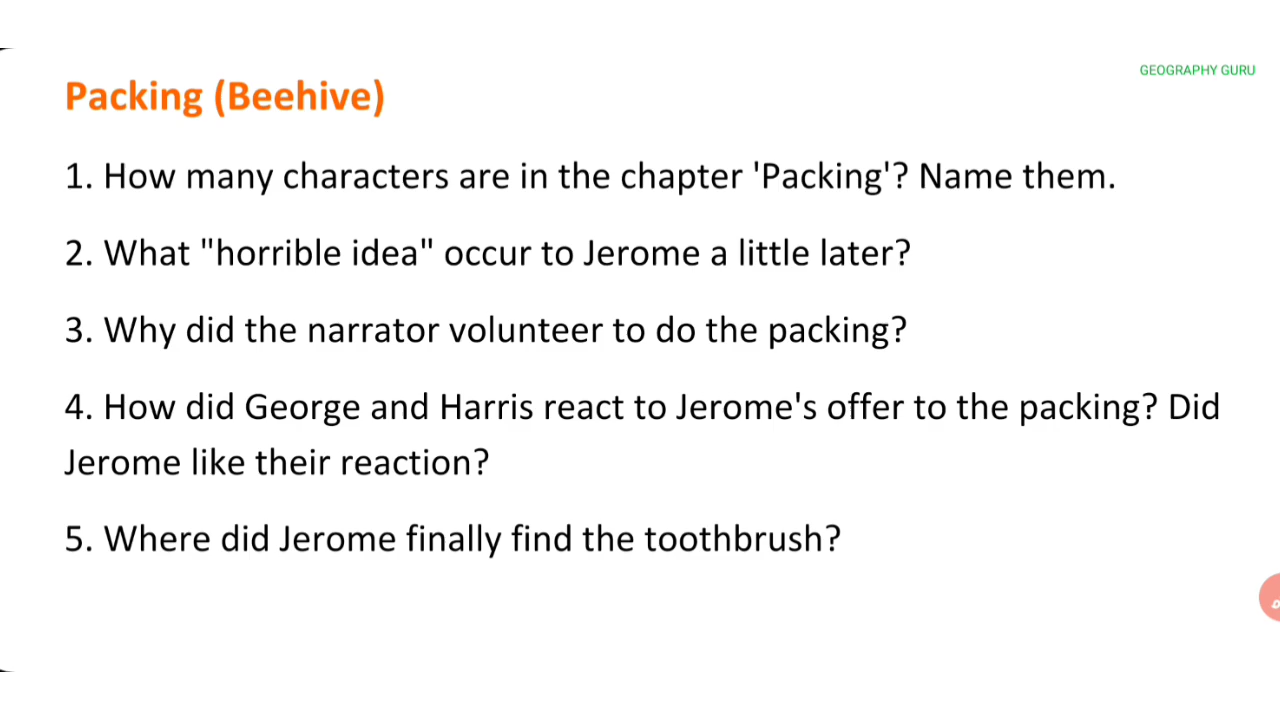 GEOGRAPHY GURU
Packing (Beehive)
1. How many characters are in the chapter 'Packing'? Name them.
2. What "horrible idea" occur to Jerome a little later?
3. Why did the narrator volunteer to do the packing?
4. How did George and Harris react to Jerome's offer to the packing? Did
Jerome like their reaction?
5. Where did Jerome finally find the toothbrush?